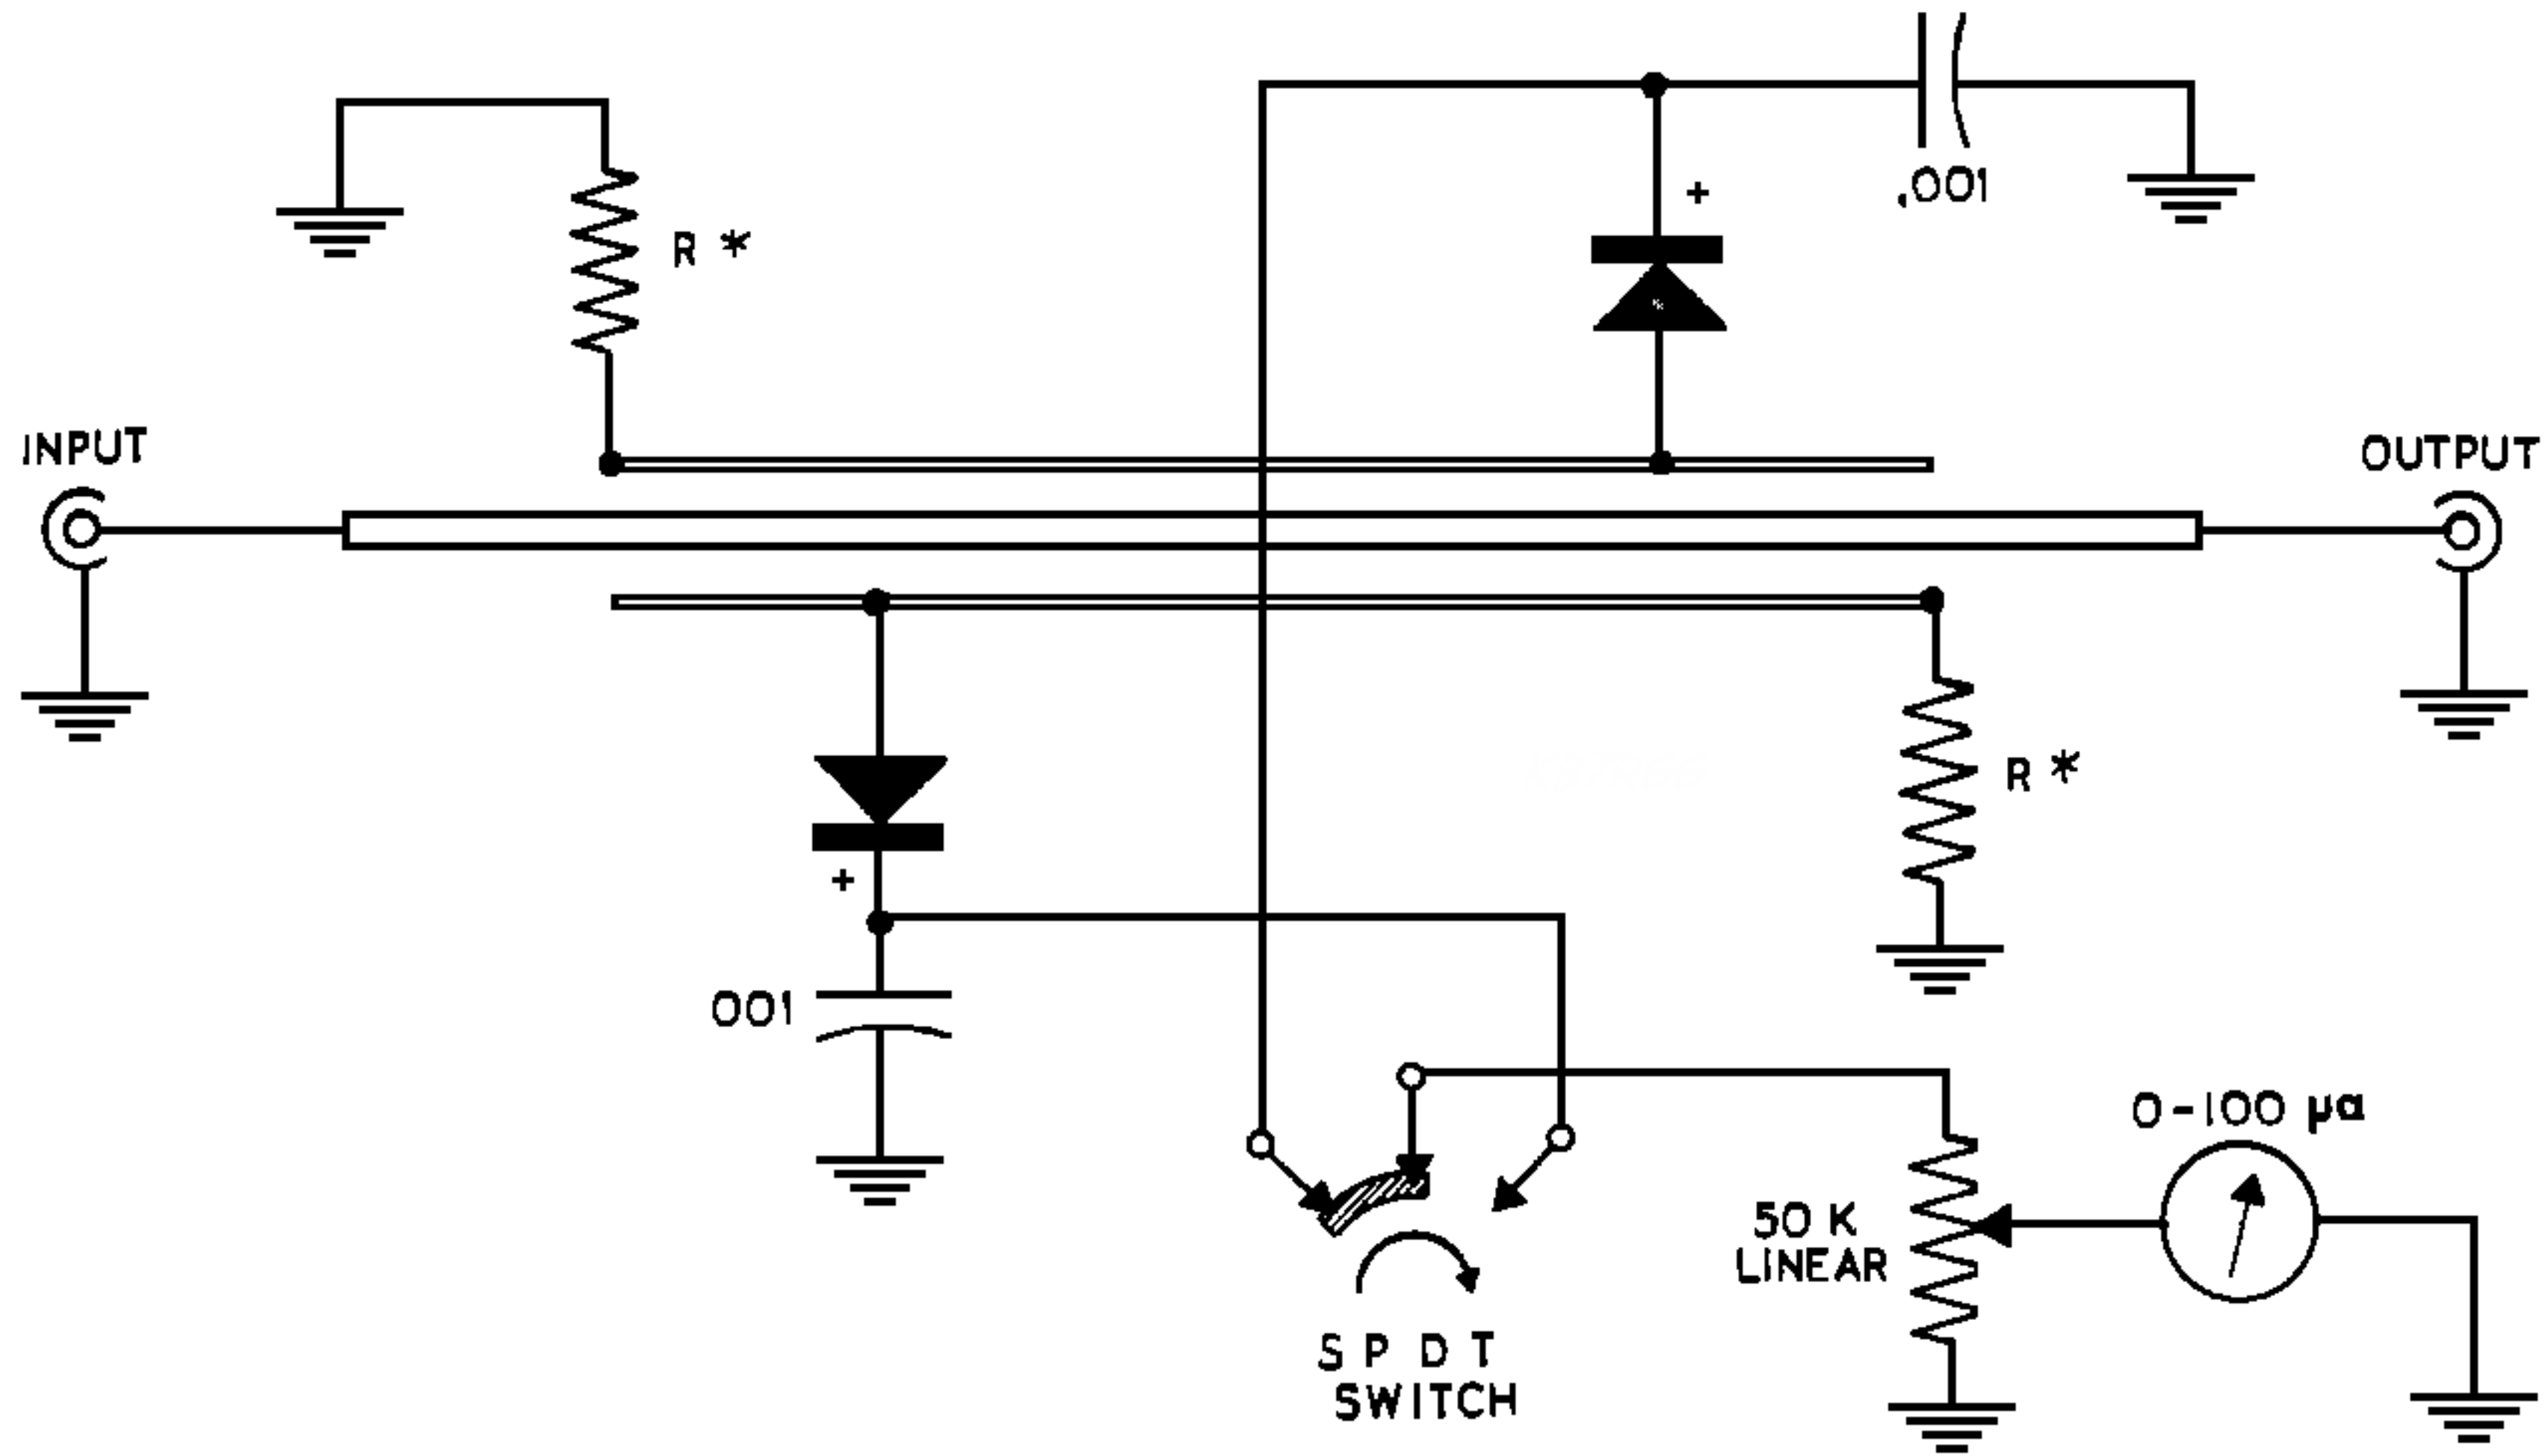 .001
R *
INPUT
OUTPUT
+
R *
+
001
0-100 µa
50 K
LINEAR
S P D T
SWITCH